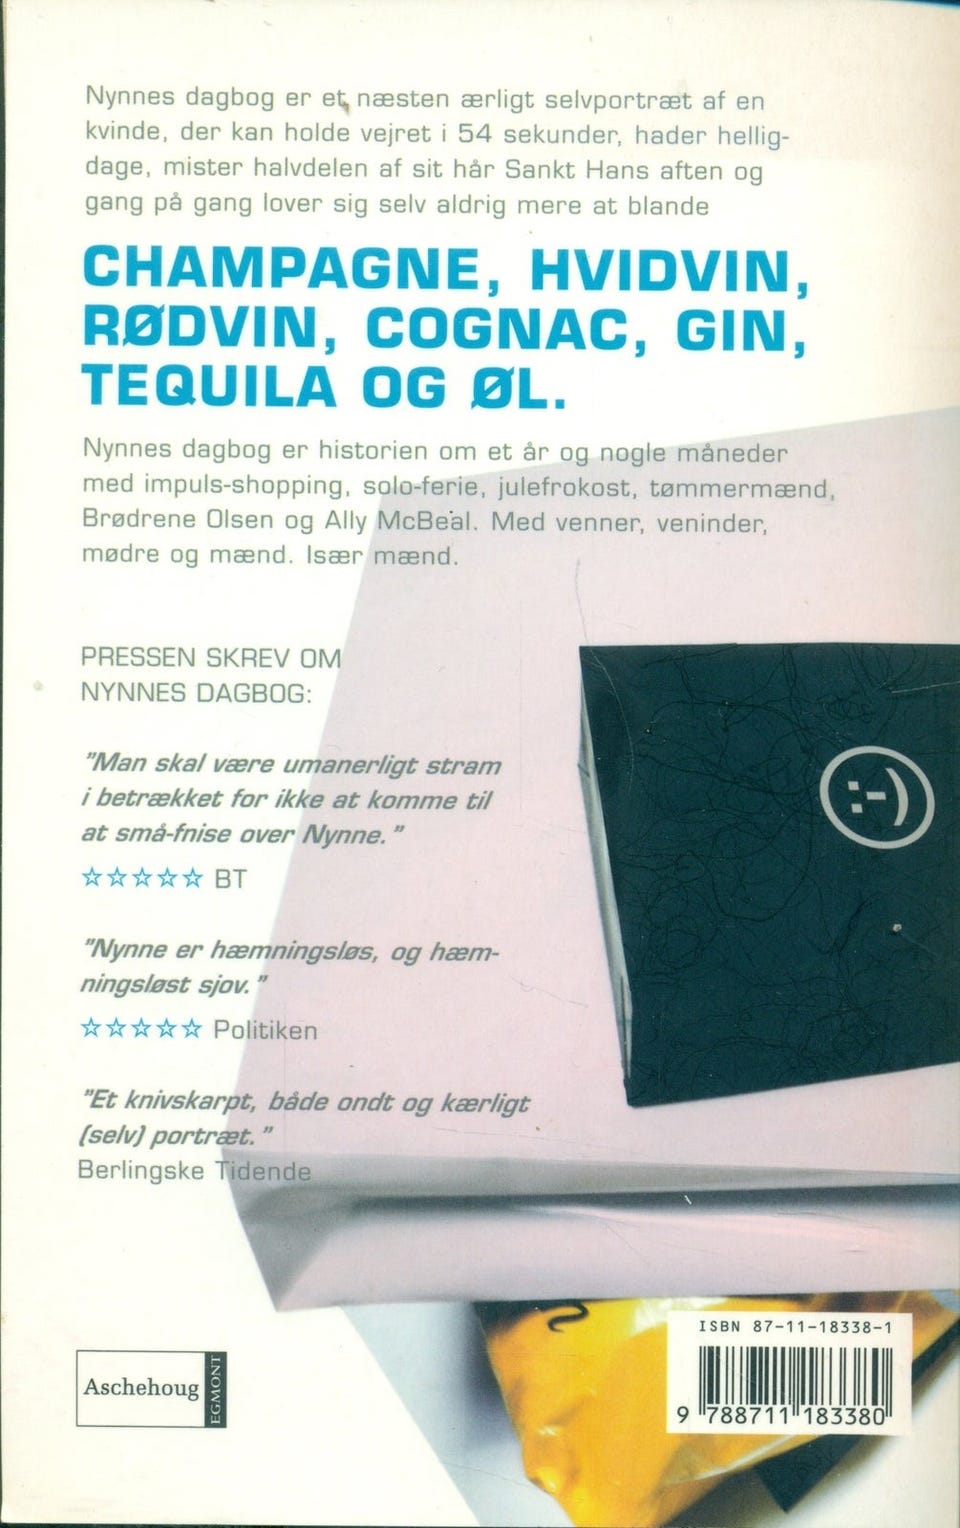 Nynnes dagbog er et næsten ærligt selvportræt af en
kvinde, der kan holde vejret i 54 sekunder, hader hellig-
dage, mister halvdelen af sit hår Sankt Hans aften og
gang på gang lover sig selv aldrig mere at blande
CHAMPAGNE, HVIDVIN,
RØDVIN, COGNAC, GIN,
TEQUILA OG ØL.
Nynnes dagbog er historien om et år og nogle måneder
med impuls-shopping, solo-ferie, julefrokost, tømmermænd,
Brødrene Olsen og Ally McBeal. Med venner, veninder,
mødre og mænd. Især mænd.
PRESSEN SKREV OM
NYNNES DAGBOG:
"Man skal være umanerligt stram
i betrækket for ikke at komme til
at små-fnise over Nynne."
☆☆☆☆☆ BT
"Nynne er hæmningsløs, og hæm-
ningsløst sjov."
☆☆☆☆☆ Politiken
"Et knivskarpt, både ondt og kærligt
(selv) portræt."
Berlingske Tidende
:-)
Aschehoug
EGMONT
ISBN 87-11-18338-1
9 788711 183380